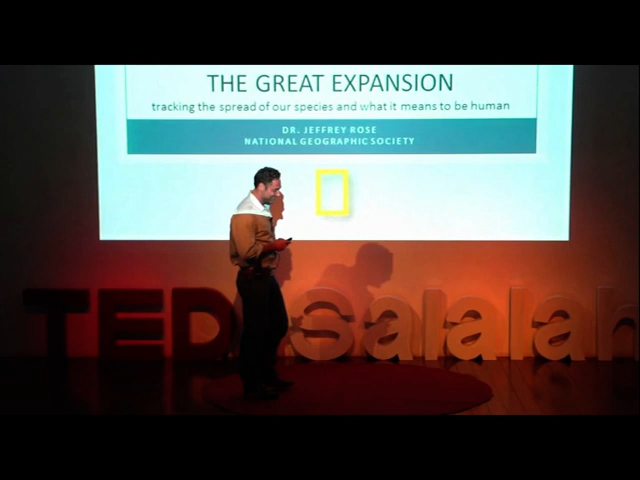 THE GREAT EXPANSION
tracking the spread of our species and what it means to be human
DR. JEFFREY ROSE
NATIONAL GEOGRAPHIC SOCIETY
TEDxSalalah